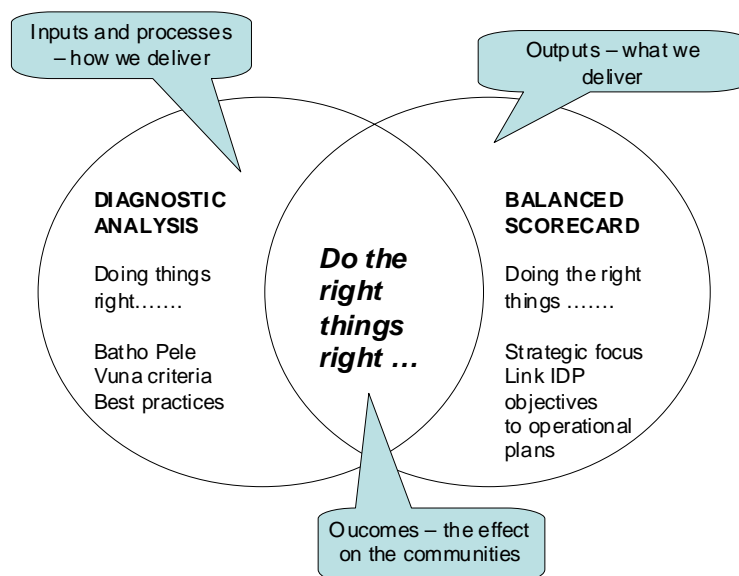 Inputs and processes
– how we deliver
Outputs – what we
deliver
DIAGNOSTIC
ANALYSIS
Doing things
right.……
Batho Pele
Vuna criteria
Best practices
Do the
right
things
right …
BALANCED
SCORECARD
Doing the right
things …….
Strategic focus
Link IDP
objectives
to operational
plans
Oucomes – the effect
on the communities